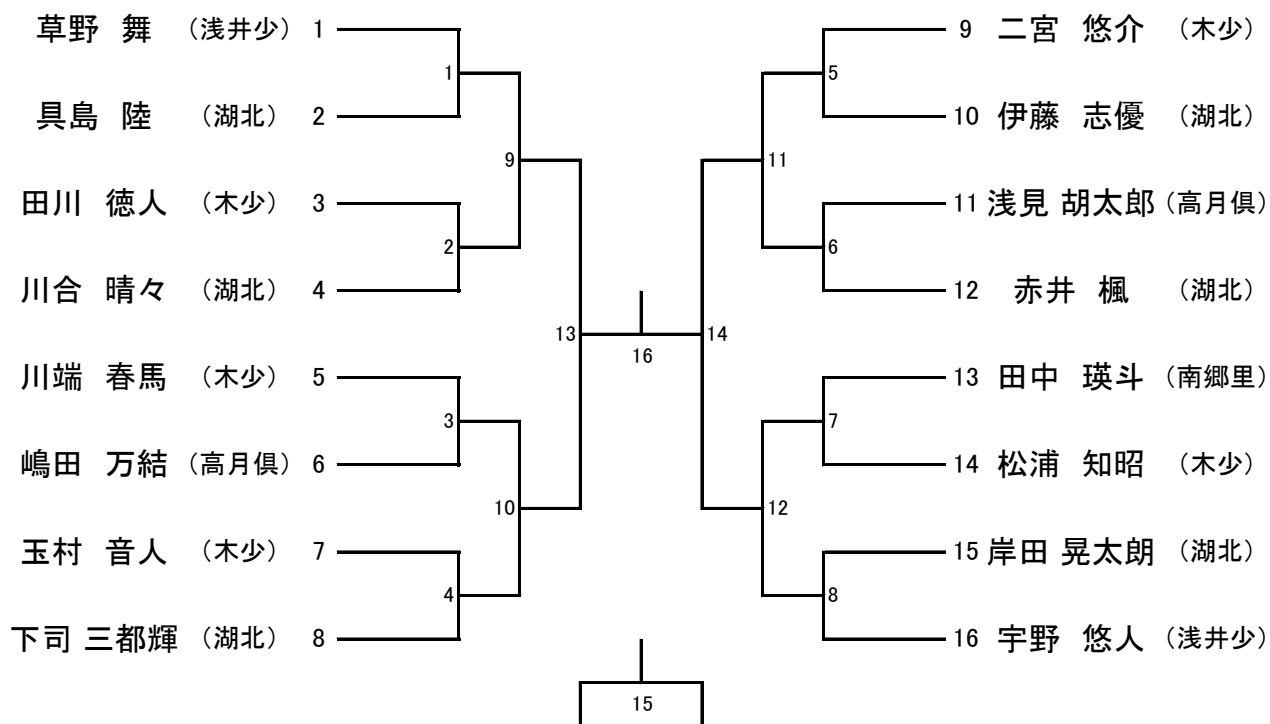 草野 舞 （浅井少） 1
具島 陸 （湖北） 2
田川 徳人 （木少） 3
川合 晴々 （湖北） 4
川端 春馬 （木少） 5
嶋田 万結 （高月倶） 6
玉村 音人 （木少） 7
下司 三都輝 （湖北） 8
1
2
3
4
9
10
13
16
15
14
11
12
5
6
7
8
9 二宮 悠介 （木少）
10 伊藤 志優 （湖北）
11 浅見 胡太郎 （高月倶）
12 赤井 楓 （湖北）
13 田中 瑛斗 （南郷里）
14 松浦 知昭 （木少）
15 岸田 晃太朗 （湖北）
16 宇野 悠人 （浅井少）